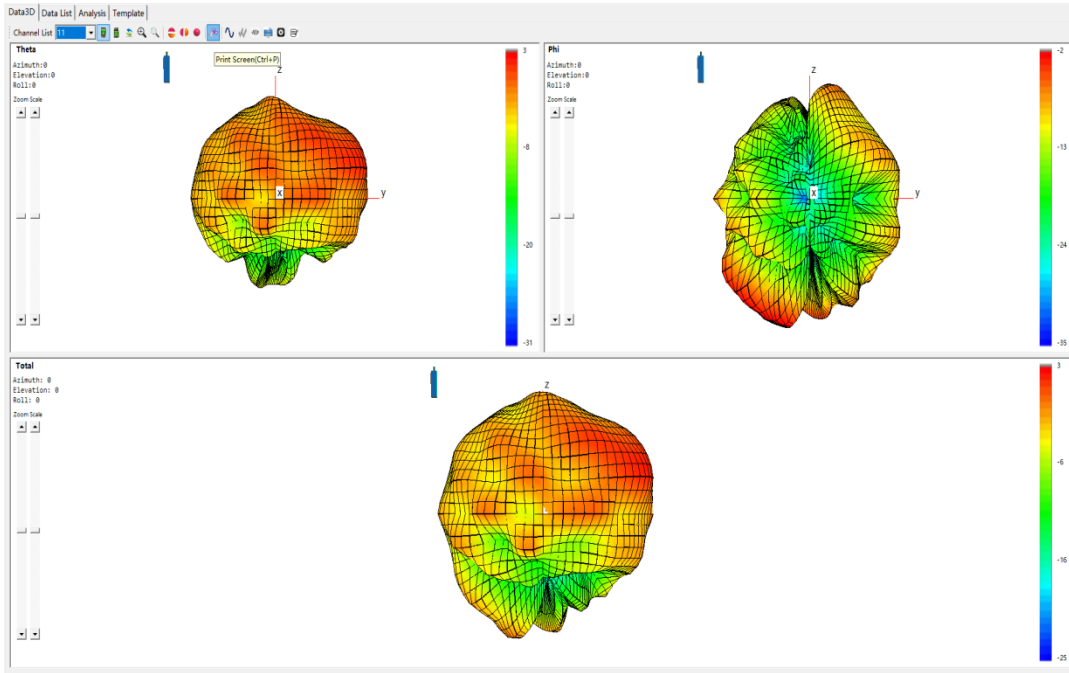 Data3D Data List Analysis Template
Channel List 11
Print Screen(Ctrl+P)
Theta
Azimuth:0
Elevation:0
Roll:0
Zoom Scale
z
x
y
3
-8
-20
-31
Phi
Azimuth:0
Elevation:0
Roll:0
Zoom Scale
z
x
y
-2
-13
-24
-35
Total
Azimuth: 0
Elevation: 0
Roll: 0
Zoom Scale
z
3
-6
-16
-25